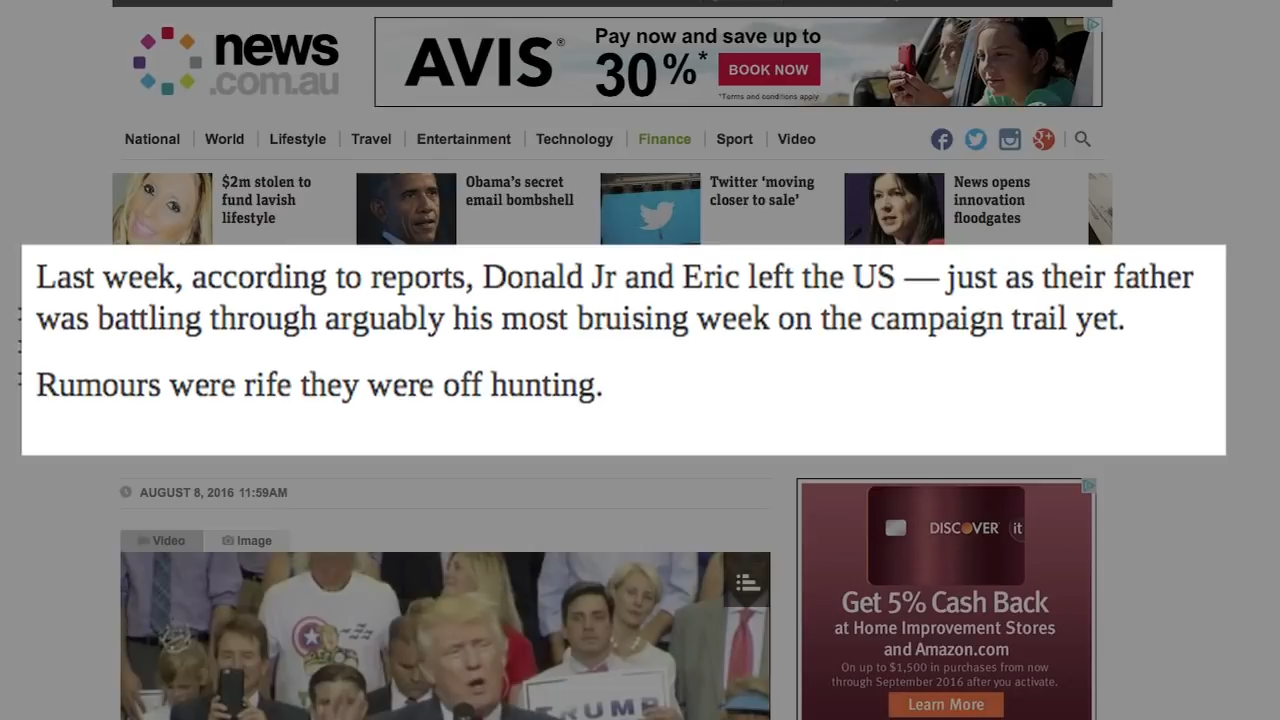 news
.com.au
AVIS®
Pay now and save up to
30%*
BOOK NOW
*Terms and conditions apply
National
World
Lifestyle
Travel
Entertainment
Technology
Finance
Sport
Video
$2m stolen to
fund lavish
lifestyle
Obama's secret
email bombshell
Twitter 'moving
closer to sale'
News opens
innovation
floodgates
Last week, according to reports, Donald Jr and Eric left the US — just as their father
was battling through arguably his most bruising week on the campaign trail yet.
Rumours were rife they were off hunting.
AUGUST 8, 2016 11:59AM
Video
Image
TRUMP
DISCOVER it
Get 5% Cash Back
at Home Improvement Stores
and Amazon.com
On up to $1,500 in purchases from now
through September 2016 after you activate.
Learn More